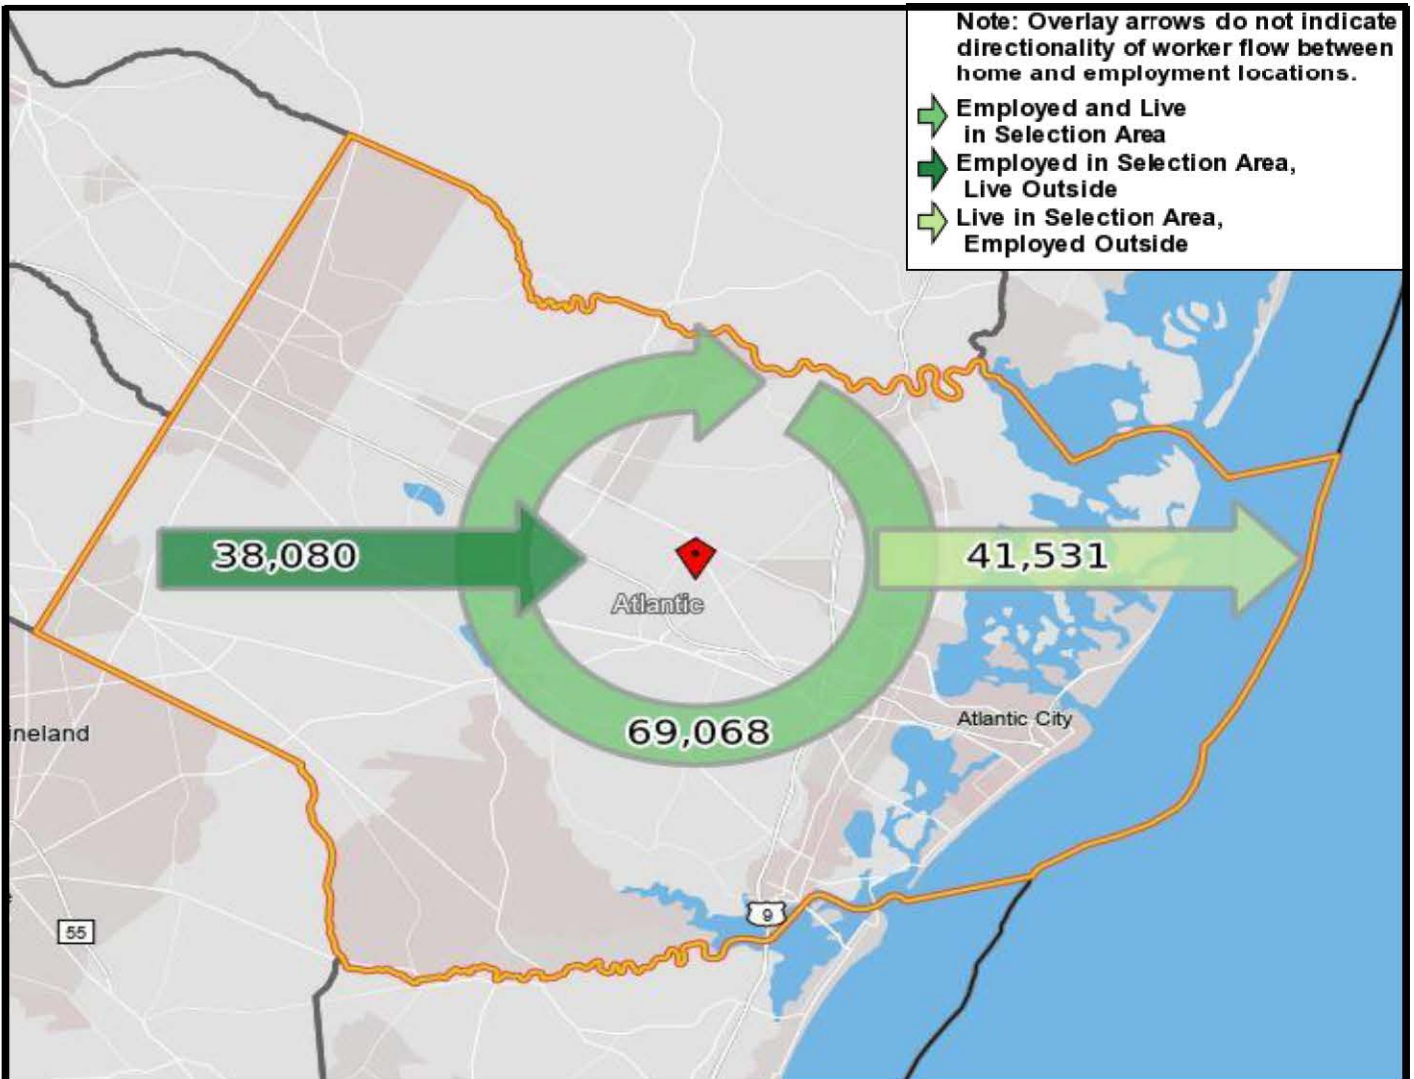 Note: Overlay arrows do not indicate
directionality of worker flow between
home and employment locations.
Employed and Live
in Selection Area
Employed in Selection Area,
Live Outside
Live in Selection Area,
Employed Outside
38,080
41,531
Atlantic
69,068
Atlantic City
ineland
9
55